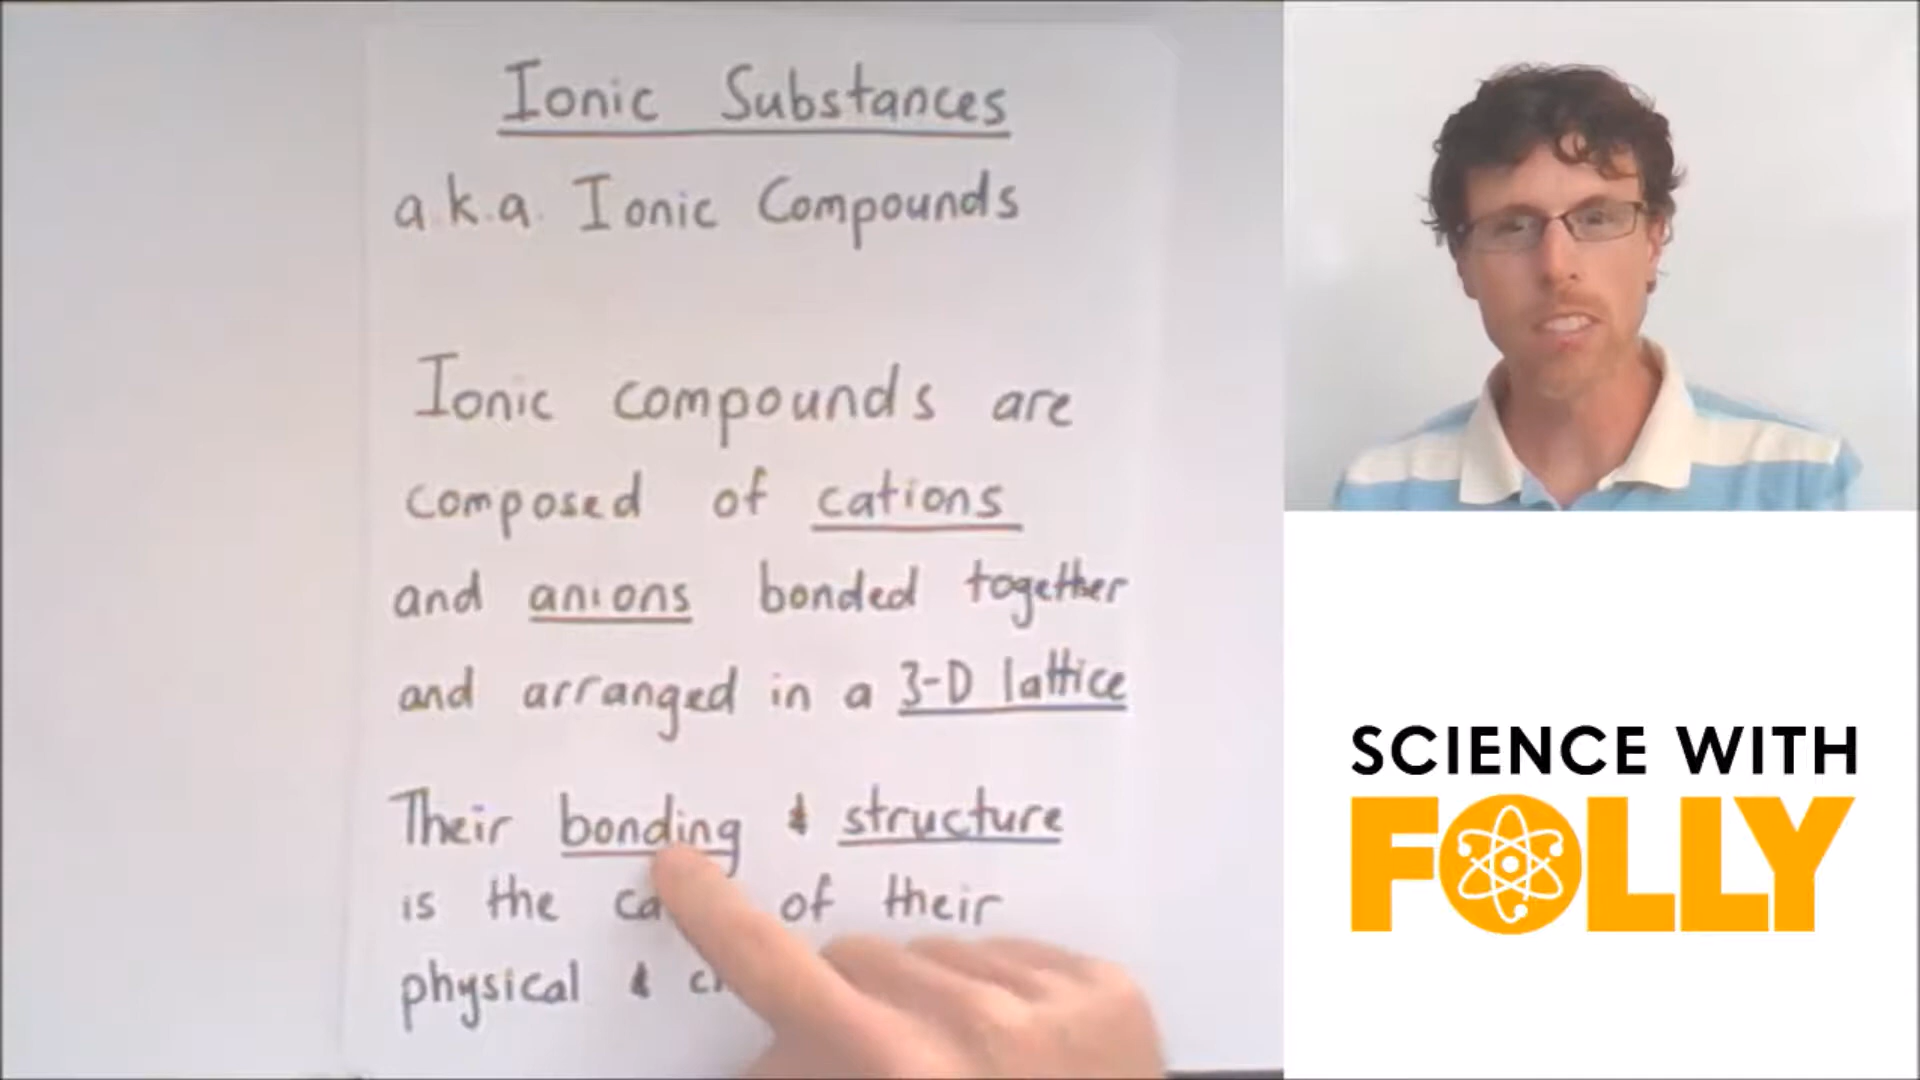 Ionic Substances
a.k.a. Ionic Compounds
Ionic compounds are
composed of cations
and anions bonded together
and arranged in a 3-D lattice
Their bonding & structure
is the of their
physical &
SCIENCE WITH
FOLLY